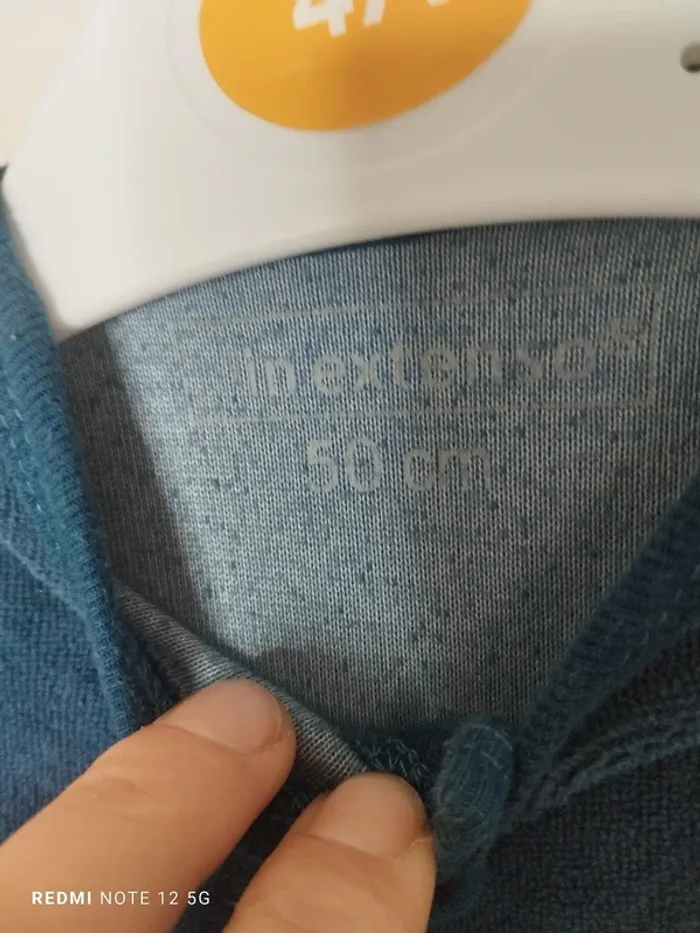 in extenso®
50 cm
REDMI NOTE 12 5G